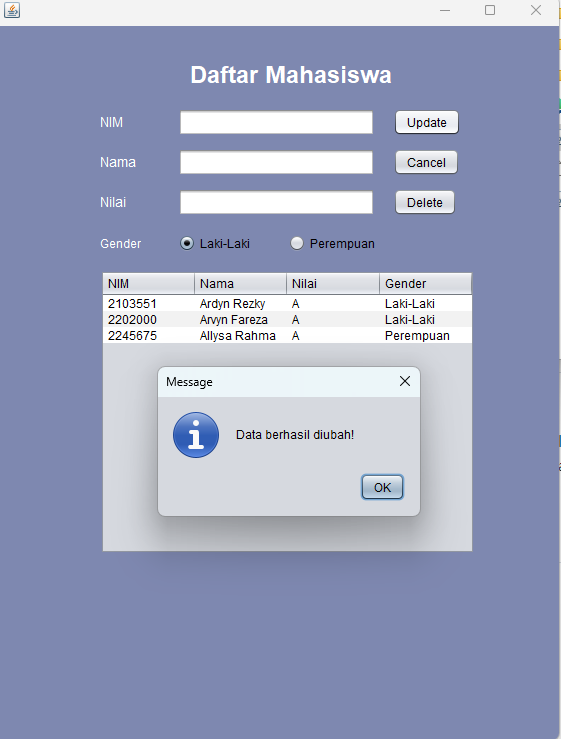 Daftar Mahasiswa
NIM
Update
Nama
Cancel
Nilai
Delete
Gender Laki-Laki Perempuan
NIM Nama Nilai Gender
2103551 Ardyn Rezky A Laki-Laki
2202000 Arvyn Fareza A Laki-Laki
2245675 Allysa Rahma A Perempuan
Message
Data berhasil diubah!
OK